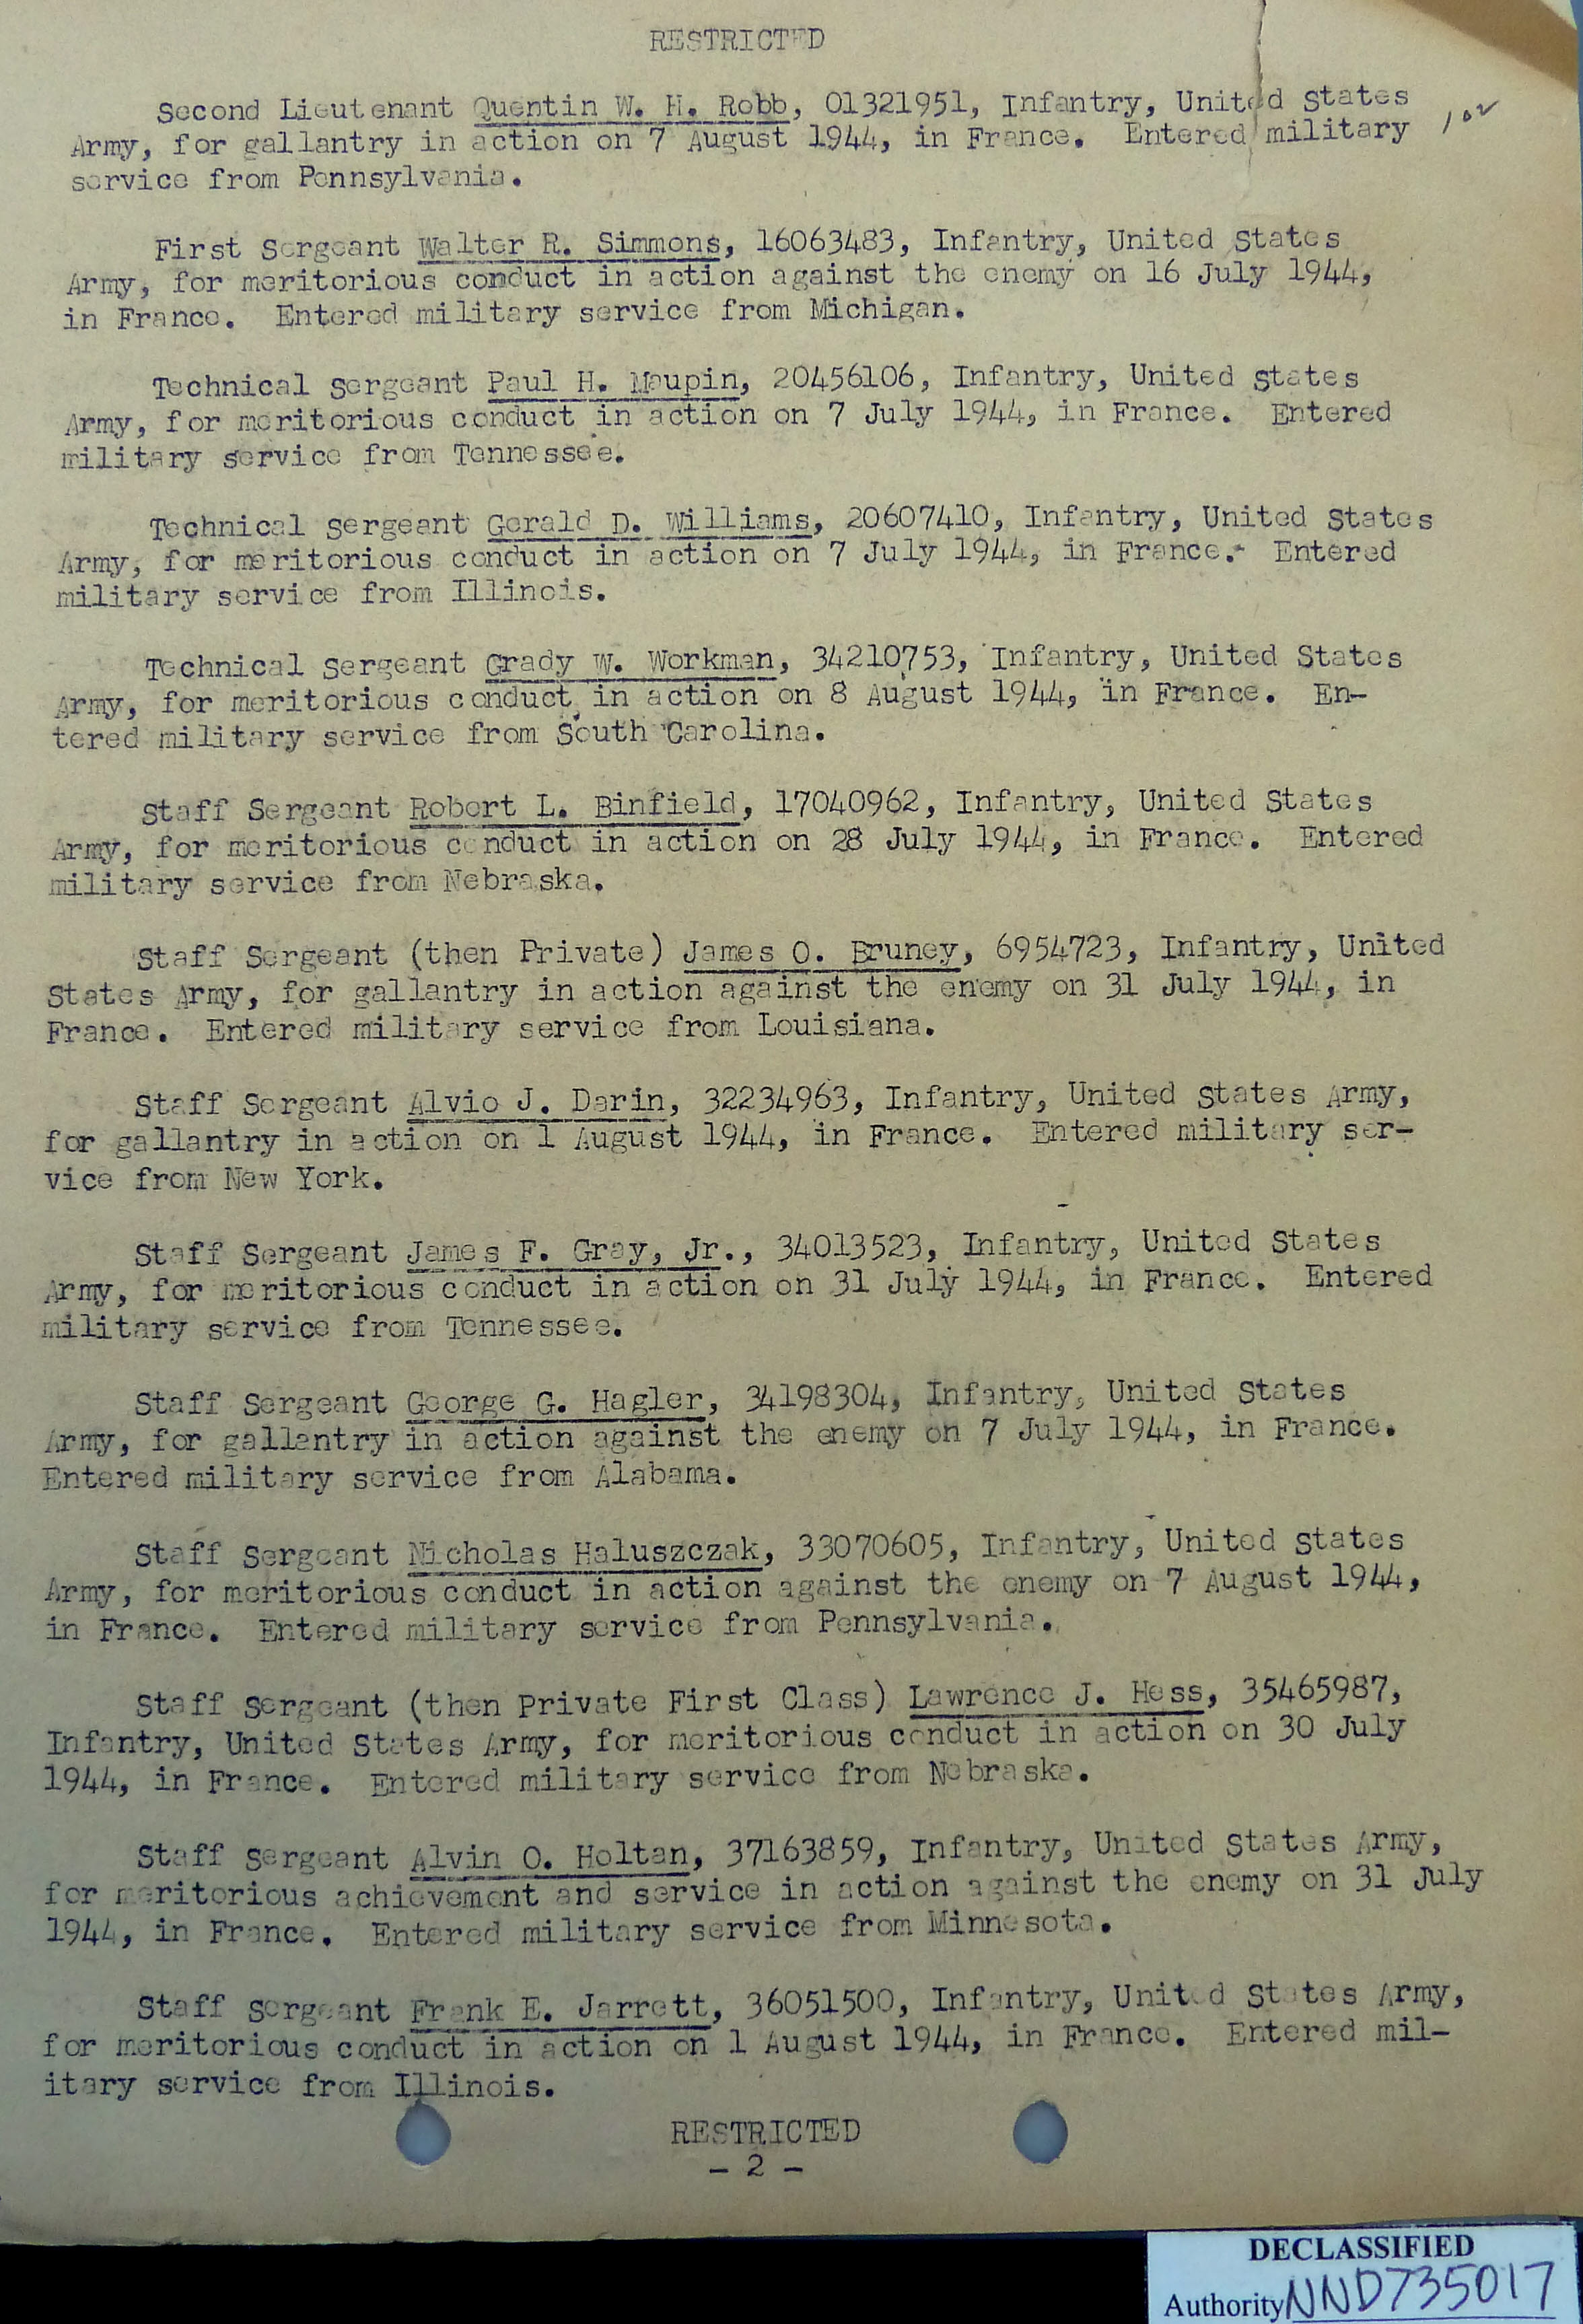 RESTRICTED
Second Lieutenant Quentin W. H. Robb, 01321951, Infantry, United States
Army, for gallantry in action on 7 August 1944, in France. Entered military
service from Pennsylvania.
102
First Sergeant Walter R. Simmons, 16063483, Infantry, United States
Army, for meritorious conduct in action against the enemy on 16 July 1944,
in France. Entered military service from Michigan.
Technical Sergeant Paul H. Maupin, 20456106, Infantry, United States
Army, for meritorious conduct in action on 7 July 1944, in France. Entered
military service from Tennessee.
Technical Sergeant Gerald D. Williams, 20607410, Infantry, United States
Army, for meritorious conduct in action on 7 July 1944, in France. Entered
military service from Illinois.
Technical Sergeant Grady W. Workman, 34210753, Infantry, United States
Army, for meritorious conduct in action on 8 August 1944, in France. En-
tered military service from South Carolina.
Staff Sergeant Robert L. Binfield, 17040962, Infantry, United States
Army, for meritorious conduct in action on 28 July 1944, in France. Entered
military service from Nebraska.
Staff Sergeant (then Private) James O. Bruney, 6954723, Infantry, United
States Army, for gallantry in action against the enemy on 31 July 1944, in
France. Entered military service from Louisiana.
Staff Sergeant Alvio J. Darin, 32234963, Infantry, United States Army,
for gallantry in action on 1 August 1944, in France. Entered military ser-
vice from New York.
Staff Sergeant James F. Gray, Jr., 34013523, Infantry, United States
Army, for meritorious conduct in action on 31 July 1944, in France. Entered
military service from Tennessee.
Staff Sergeant George G. Hagler, 34198304, Infantry, United States
Army, for gallantry in action against the enemy on 7 July 1944, in France.
Entered military service from Alabama.
Staff Sergeant Nicholas Haluszczak, 33070605, Infantry, United States
Army, for meritorious conduct in action against the enemy on 7 August 1944,
in France. Entered military service from Pennsylvania.
Staff Sergeant (then Private First Class) Lawrence J. Hess, 35465987,
Infantry, United States Army, for meritorious conduct in action on 30 July
1944, in France. Entered military service from Nebraska.
Staff Sergeant Alvin O. Holtan, 37163859, Infantry, United States Army,
for meritorious achievement and service in action against the enemy on 31 July
1944, in France. Entered military service from Minnesota.
Staff Sergeant Frank E. Jarrett, 36051500, Infantry, United States Army,
for meritorious conduct in action on 1 August 1944, in France. Entered mil-
itary service from Illinois.
RESTRICTED
- 2 -
DECLASSIFIED
Authority NND735017